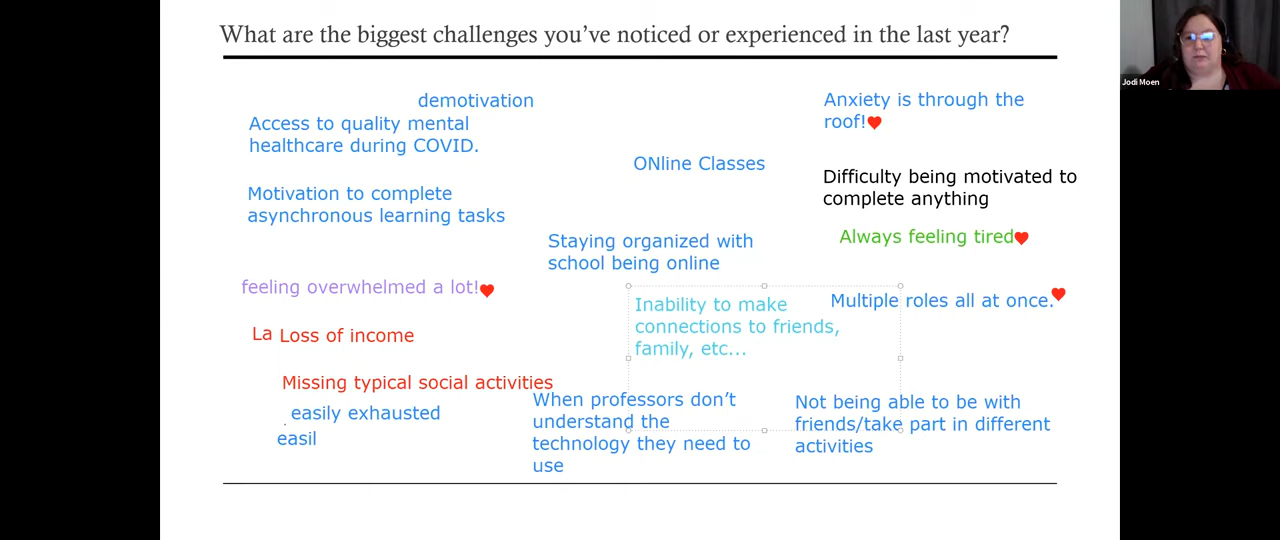 What are the biggest challenges you've noticed or experienced in the last year?
Jodi Moen
demotivation
Access to quality mental
healthcare during COVID.
Anxiety is through the
roof!❤
ONline Classes
Motivation to complete
asynchronous learning tasks
Difficulty being motivated to
complete anything
Staying organized with
school being online
Always feeling tired❤
feeling overwhelmed a lot!❤
Inability to make
connections to friends,
family, etc...
Multiple roles all at once.❤
La
Loss of income
Missing typical social activities
easily exhausted
.
easil
When professors don't
understand the
technology they need to
use
Not being able to be with
friends/take part in different
activities